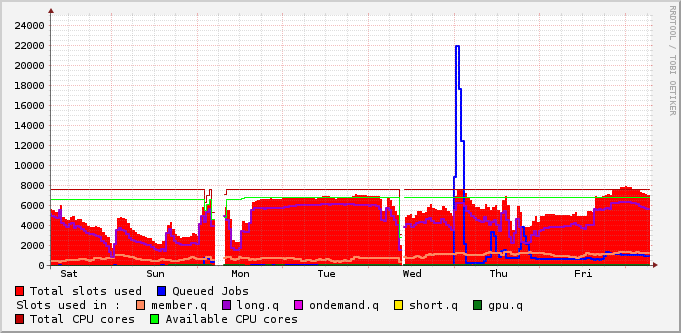 24000
22000
20000
18000
16000
14000
12000
10000
8000
6000
4000
2000
0
Sat Sun Mon Tue Wed Thu Fri
Total slots used Queued Jobs
Slots used in : member.q long.q ondemand.q short.q gpu.q
Total CPU cores Available CPU cores
RRDTOOL / TOBI OETIKER